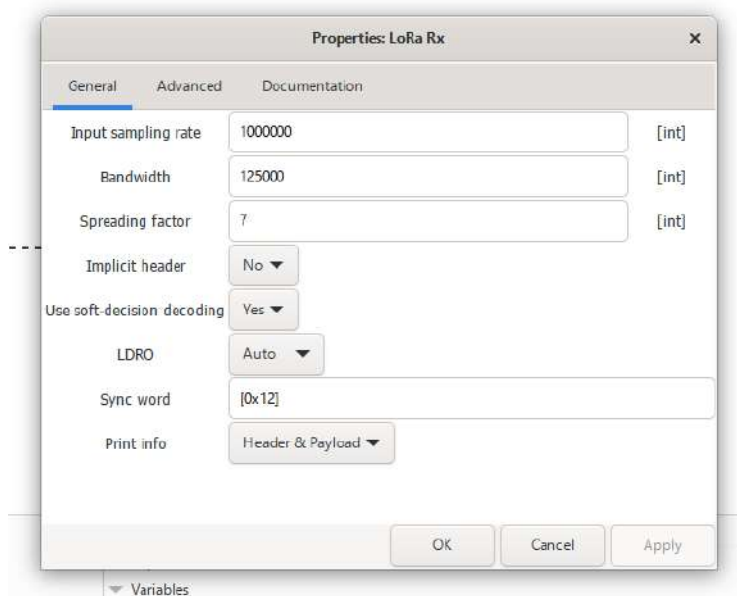 Properties: LoRa Rx ×
General Advanced Documentation
Input sampling rate 1000000 [int]
Bandwidth 125000 [int]
Spreading factor 7 [int]
Implicit header No
Use soft-decision decoding Yes
LDRO Auto
Sync word [0x12]
Print info Header & Payload
OK Cancel Apply
Variables